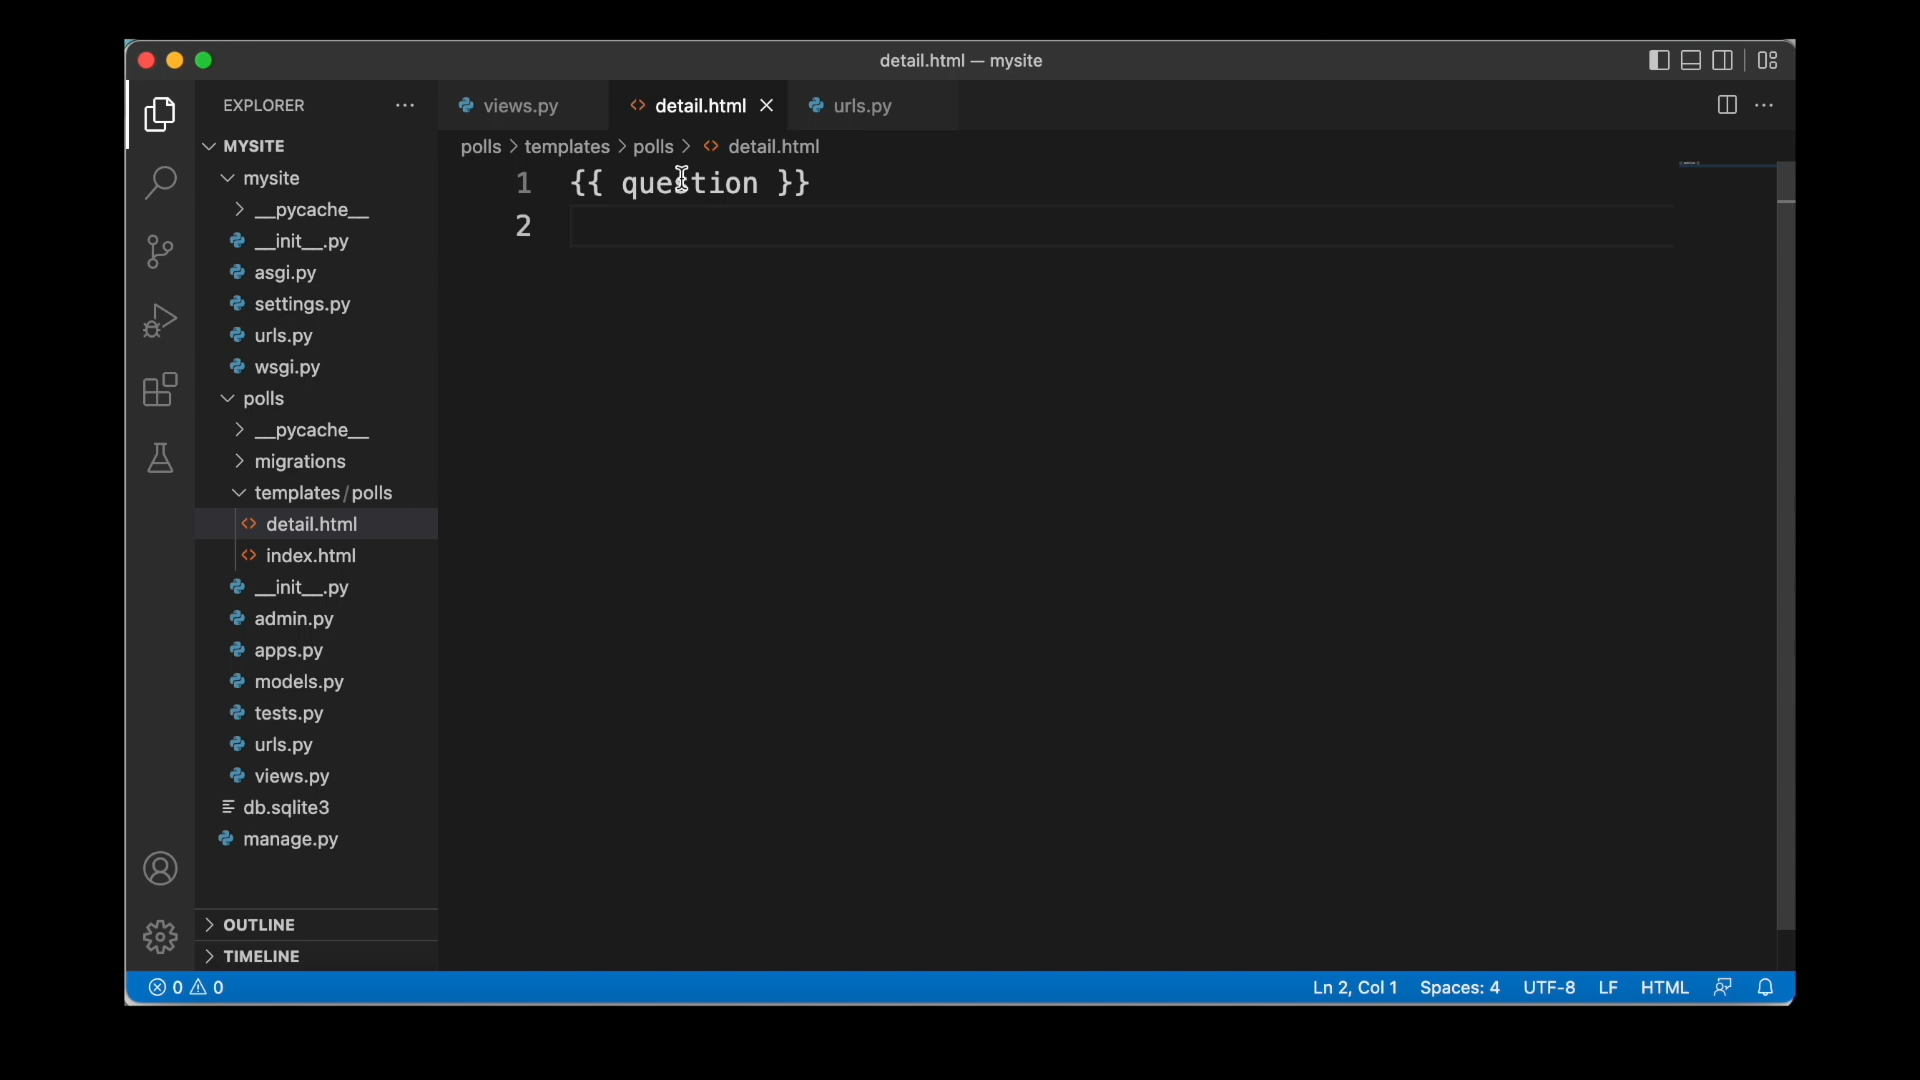 detail.html — mysite
EXPLORER
views.py
detail.html
urls.py
MYSITE
polls > templates > polls > detail.html
1 {{ question }}
2
mysite
__pycache__
__init__.py
asgi.py
settings.py
urls.py
wsgi.py
polls
__pycache__
migrations
templates/polls
detail.html
index.html
__init__.py
admin.py
apps.py
models.py
tests.py
urls.py
views.py
db.sqlite3
manage.py
OUTLINE
TIMELINE
0 0
Ln 2, Col 1 Spaces: 4 UTF-8 LF HTML